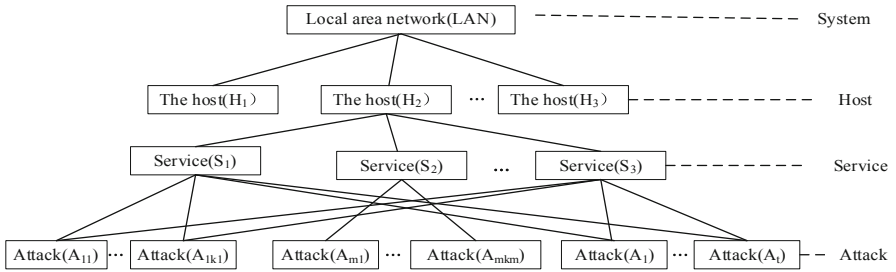 Local area network(LAN) System
The host(H₁） The host(H₂） ··· The host(H₃) Host
Service(S₁) Service(S₂) ... Service(S₃) Service
Attack(A₁₁) ··· Attack(A₁ₖ₁) Attack(Aₘ₁) ··· Attack(Aₘₖₘ) Attack(A₁) ··· Attack(Aₜ) Attack